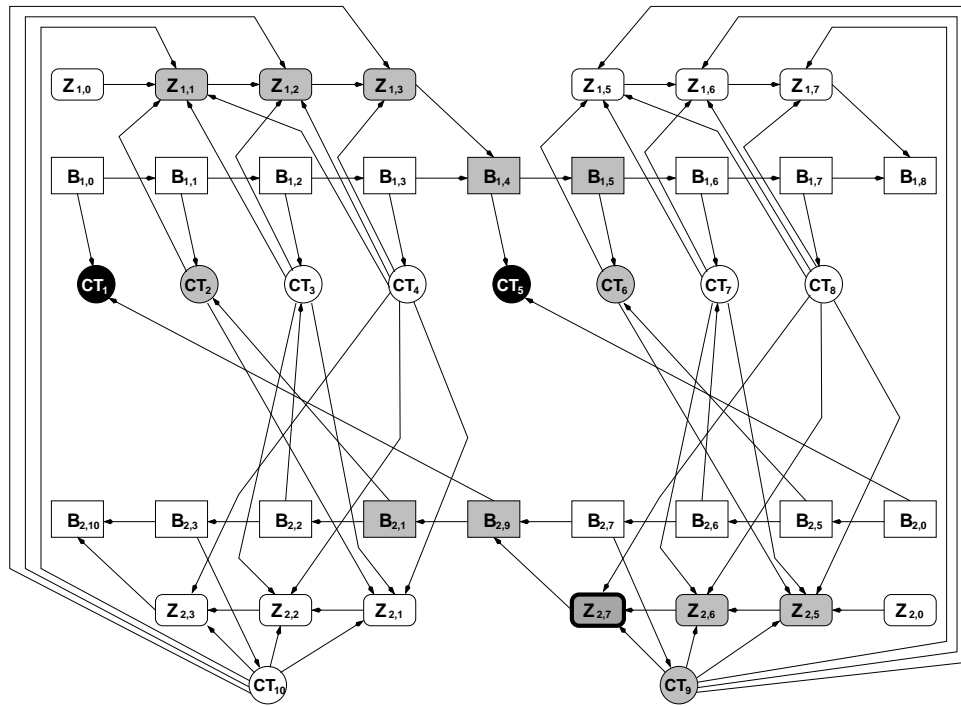 Z1,0 Z1,1 Z1,2 Z1,3 Z1,5 Z1,6 Z1,7
B1,0 B1,1 B1,2 B1,3 B1,4 B1,5 B1,6 B1,7 B1,8
CT1 CT2 CT3 CT4 CT5 CT6 CT7 CT8
B2,10 B2,3 B2,2 B2,1 B2,9 B2,7 B2,6 B2,5 B2,0
Z2,3 Z2,2 Z2,1 Z2,7 Z2,6 Z2,5 Z2,0
CT10 CT9